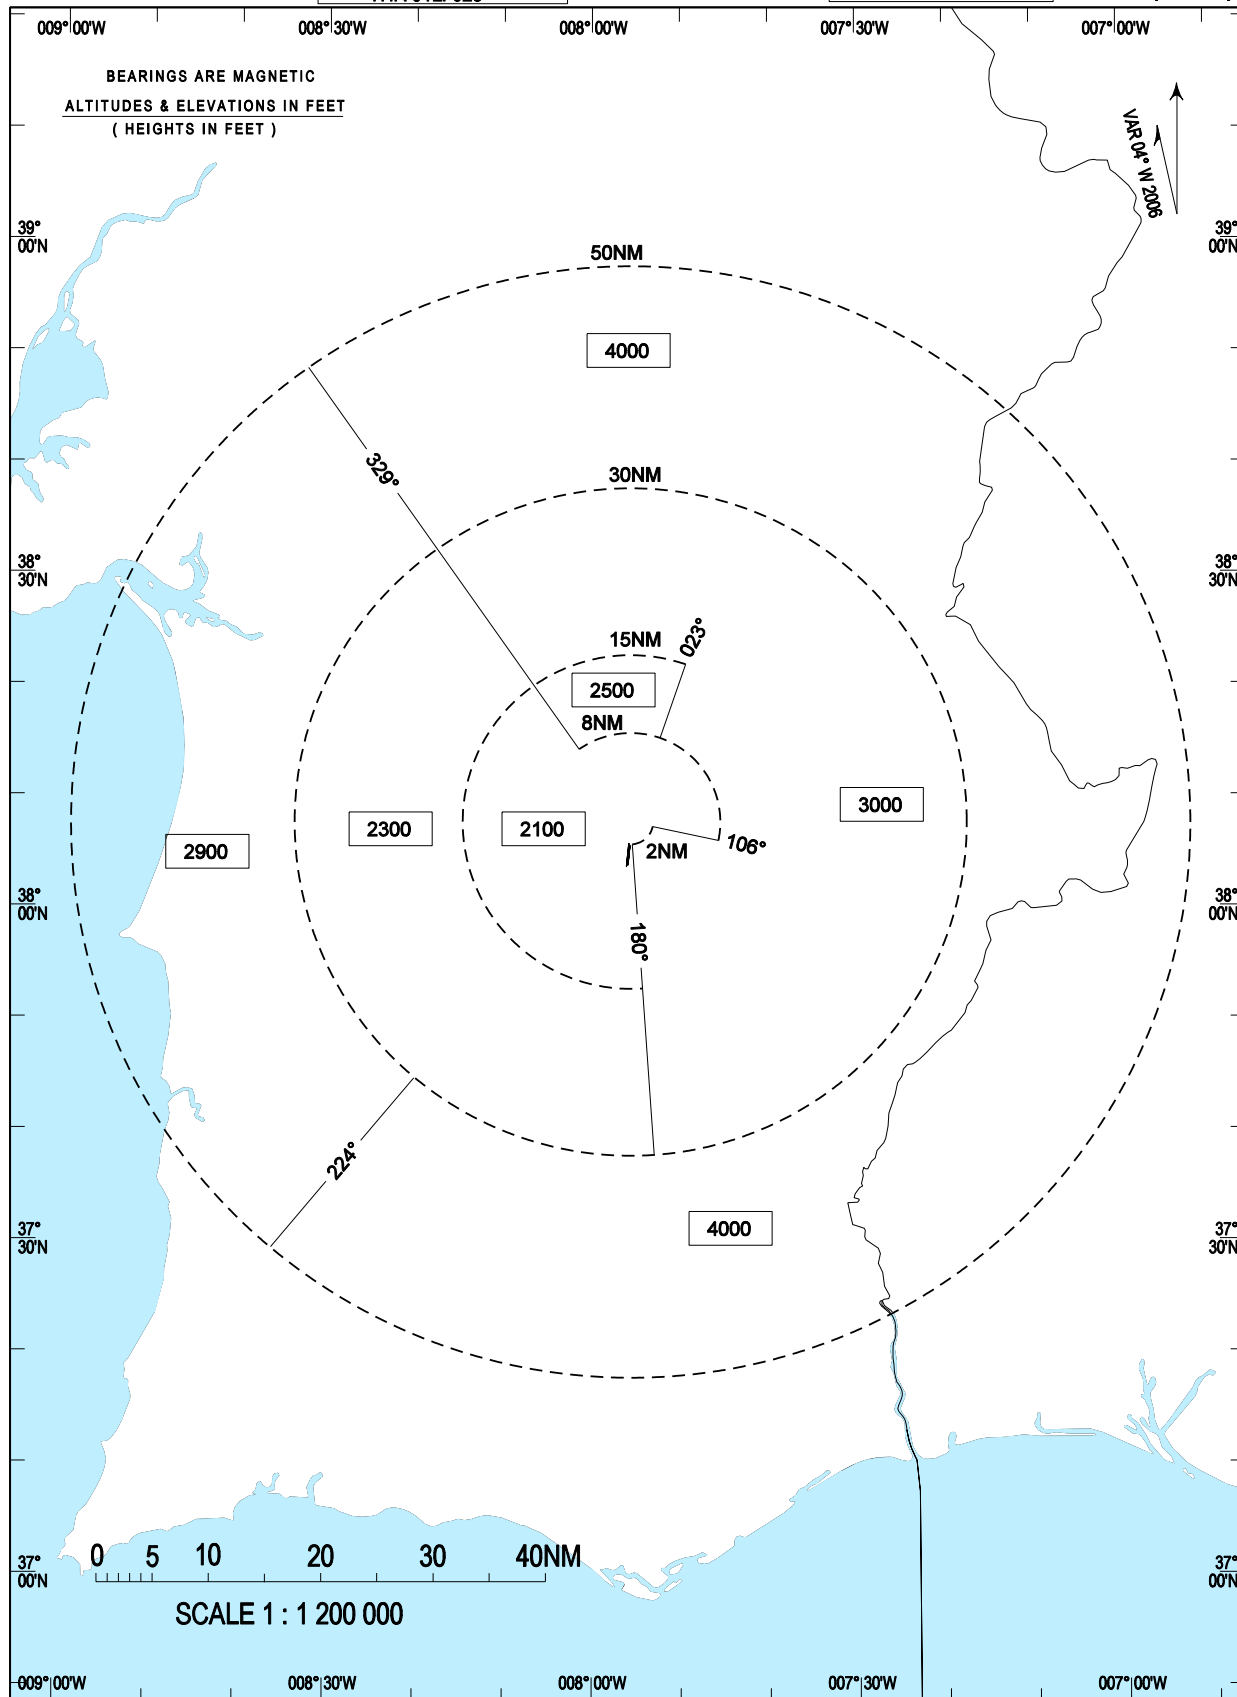 009°00'W 008°30'W 008°00'W 007°30'W 007°00'W
BEARINGS ARE MAGNETIC
ALTITUDES & ELEVATIONS IN FEET
( HEIGHTS IN FEET )
VAR 04° W 2006
39°
00'N
39°
00'N
50NM
4000
329°
30NM
38°
30'N
38°
30'N
15NM
023°
2500
8NM
3000
2300
2100
106°
2900
2NM
38°
00'N
38°
00'N
180°
224°
4000
37°
30'N
37°
30'N
0 5 10 20 30 40NM
37°
00'N
37°
00'N
SCALE 1 : 1 200 000
009°00'W 008°30'W 008°00'W 007°30'W 007°00'W